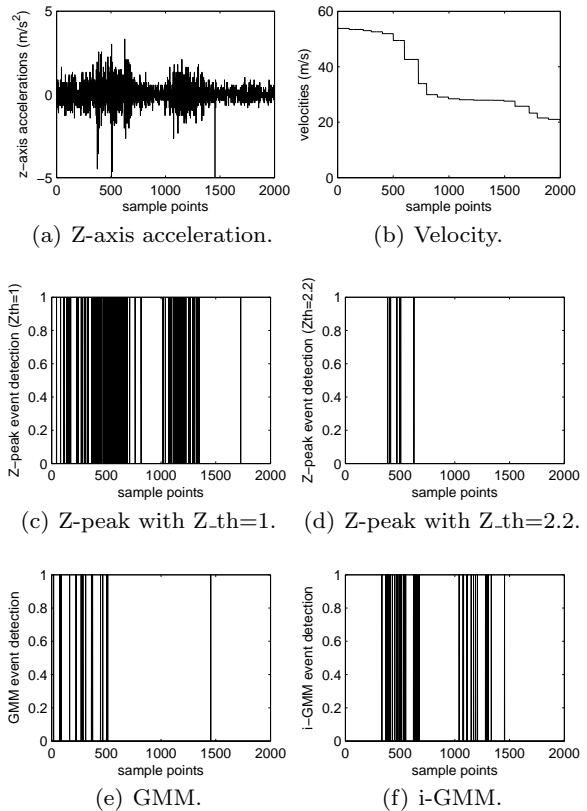 z−axis accelerations (m/s²)
5
0
−5
0 500 1000 1500 2000
sample points
(a) Z-axis acceleration.
velocities (m/s)
60
40
20
0
0 500 1000 1500 2000
sample points
(b) Velocity.
Z−peak event detection (Zth=1)
1
0.8
0.6
0.4
0.2
0
0 500 1000 1500 2000
sample points
(c) Z-peak with Z_th=1.
Z−peak event detection (Zth=2.2)
1
0.8
0.6
0.4
0.2
0
0 500 1000 1500 2000
sample points
(d) Z-peak with Z_th=2.2.
GMM event detection
1
0.8
0.6
0.4
0.2
0
0 500 1000 1500 2000
sample points
(e) GMM.
i−GMM event detection
1
0.8
0.6
0.4
0.2
0
0 500 1000 1500 2000
sample points
(f) i-GMM.